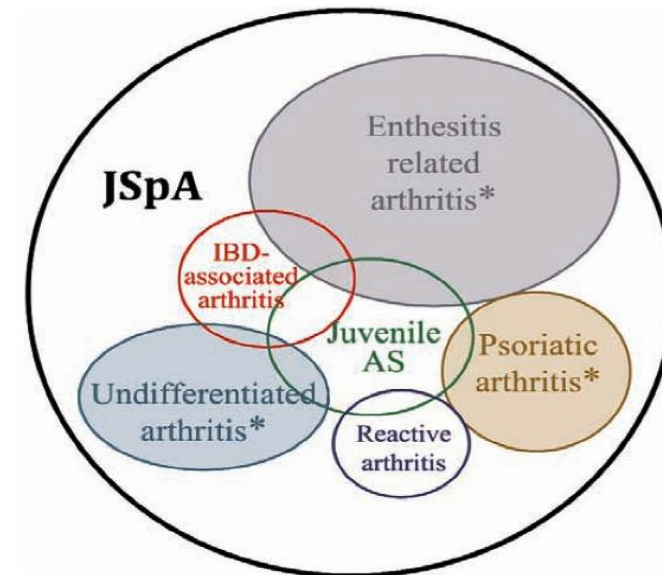 Enthesitis
related
arthritis*
JSpA
IBD-
associated
arthritis
Juvenile
AS
Psoriatic
arthritis*
Undifferentiated
arthritis*
Reactive
arthritis